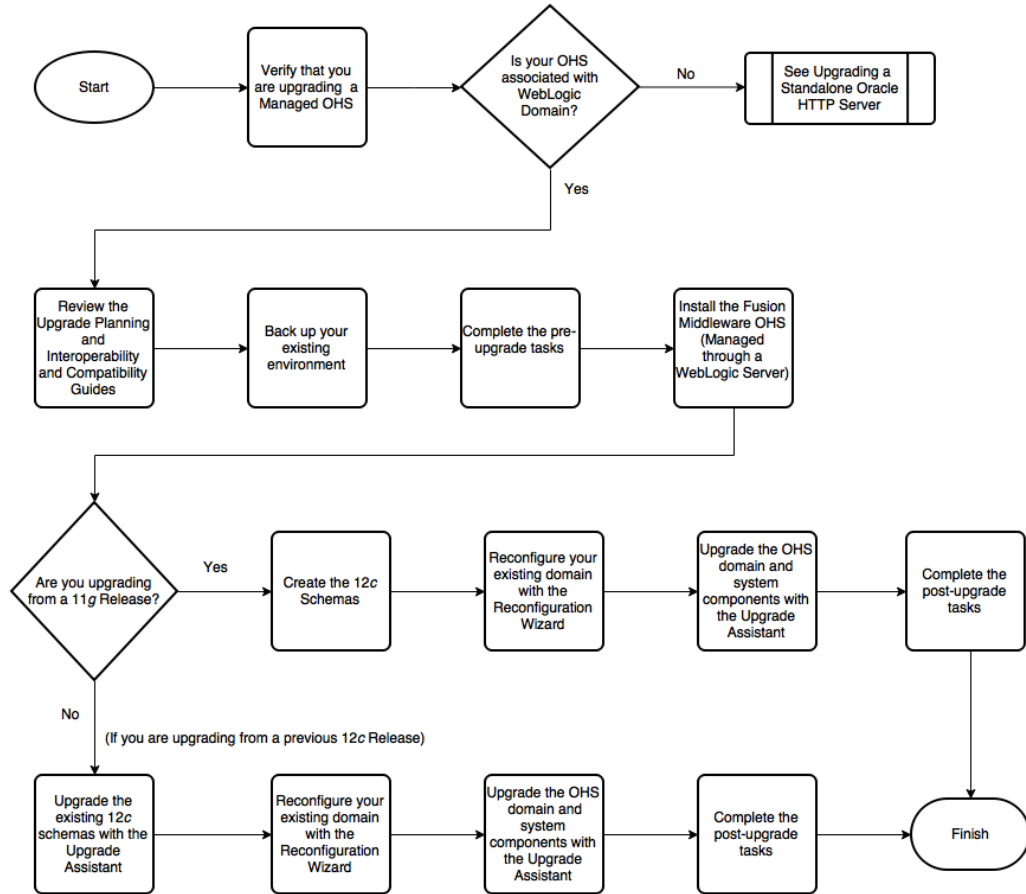 Start
Verify that you
are upgrading a
Managed OHS
Is your OHS
associated with
WebLogic
Domain?
No
See Upgrading a
Standalone Oracle
HTTP Server
Yes
Review the
Upgrade Planning
and
Interoperability
and Compatibility
Guides
Back up your
existing
environment
Complete the pre-
upgrade tasks
Install the Fusion
Middleware OHS
(Managed
through a
WebLogic Server)
Are you upgrading
from a 11g Release?
Yes
Create the 12c
Schemas
Reconfigure your
existing domain
with the
Reconfiguration
Wizard
Upgrade the OHS
domain and
system
components with
the Upgrade
Assistant
Complete the
post-upgrade
tasks
No
(If you are upgrading from a previous 12c Release)
Upgrade the
existing 12c
schemas with the
Upgrade
Assistant
Reconfigure your
existing domain
with the
Reconfiguration
Wizard
Upgrade the OHS
domain and
system
components with
the Upgrade
Assistant
Complete the
post-upgrade
tasks
Finish